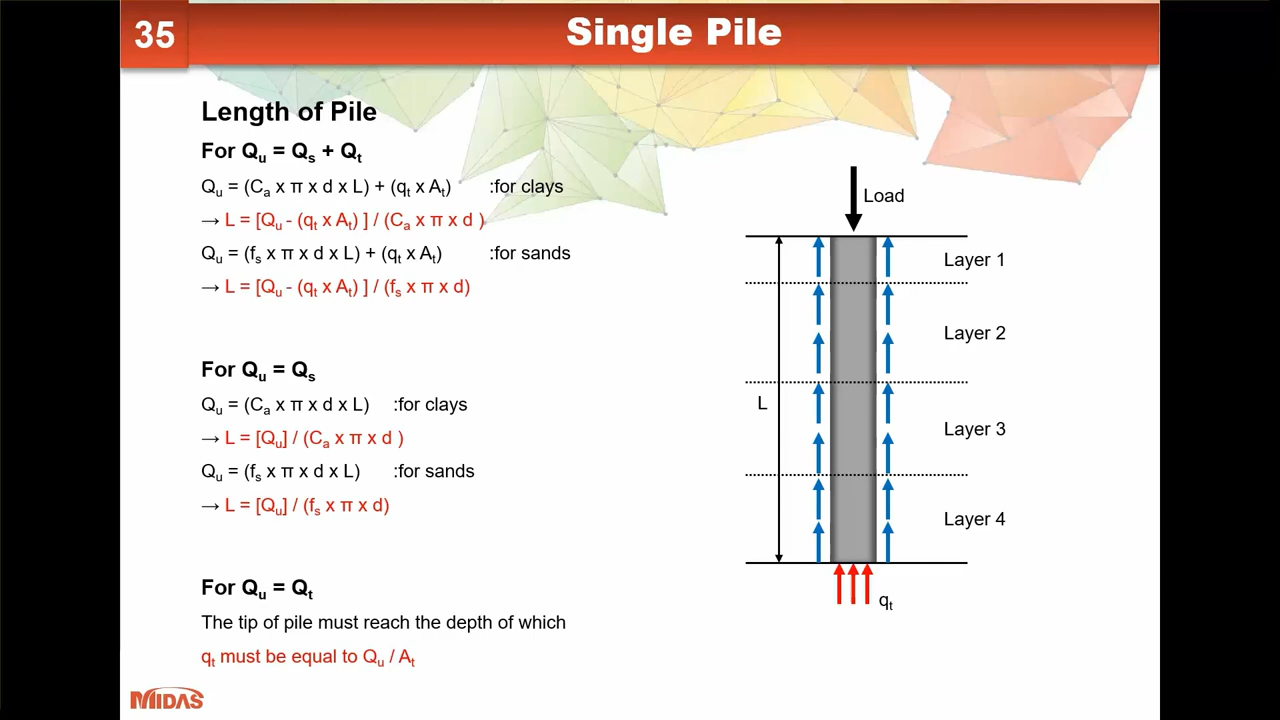 35
Single Pile
Length of Pile
For Qu = Qs + Qt
Qu = (Ca x π x d x L) + (qt x At) :for clays
→ L = [Qu - (qt x At) ] / (Ca x π x d )
Qu = (fs x π x d x L) + (qt x At) :for sands
→ L = [Qu - (qt x At) ] / (fs x π x d)
For Qu = Qs
Qu = (Ca x π x d x L) :for clays
→ L = [Qu] / (Ca x π x d )
Qu = (fs x π x d x L) :for sands
→ L = [Qu] / (fs x π x d)
For Qu = Qt
The tip of pile must reach the depth of which
qt must be equal to Qu / At
Load
Layer 1
Layer 2
L
Layer 3
Layer 4
qt
MIDAS